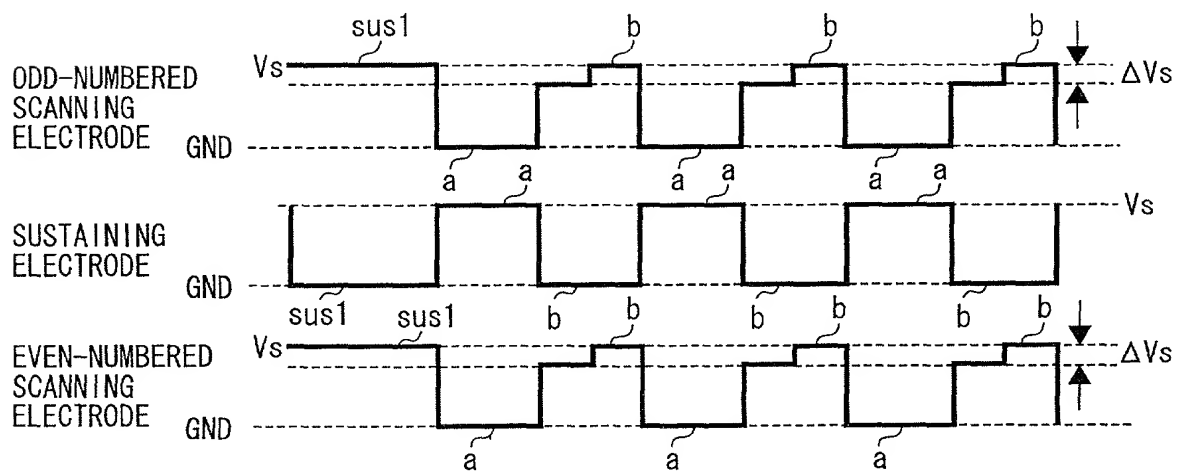 sus1 b b b
Vs
ODD-NUMBERED
SCANNING
ELECTRODE
ΔVs
GND
a a a
a a a
Vs
SUSTAINING
ELECTRODE
GND
sus1 sus1 b b b b b b
Vs
EVEN-NUMBERED
SCANNING
ELECTRODE
ΔVs
GND
a a a